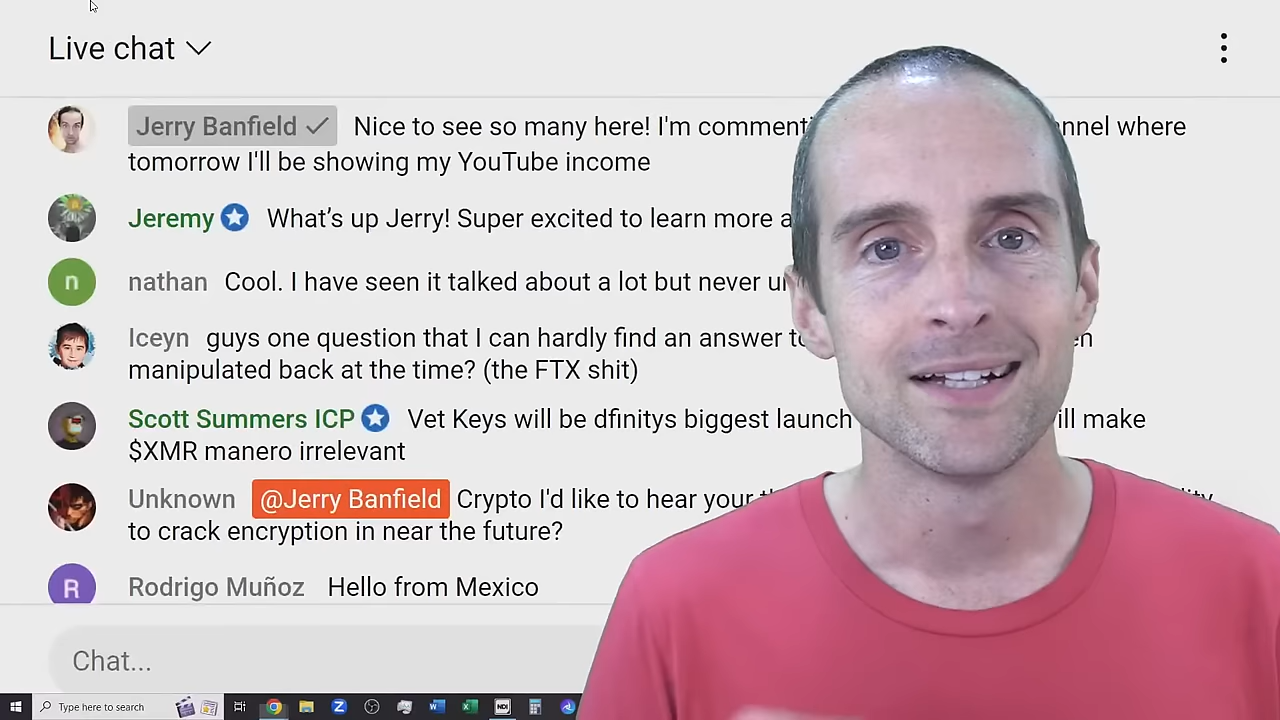 Live chat
Jerry Banfield Nice to see so many here! I'm where
tomorrow I'll be showing my YouTube income
Jeremy What's up Jerry! Super excited to learn more
nathan Cool. I have seen it talked about a lot but never
n
Iceyn guys one question that I can hardly find an answer
manipulated back at the time? (the FTX shit)
Scott Summers ICP Vet Keys will be dfinitys biggest launch make
$XMR manero irrelevant
Unknown @Jerry Banfield Crypto I'd like to hear your
to crack encryption in near the future?
R
Rodrigo Muñoz Hello from Mexico
Chat...
Type here to search